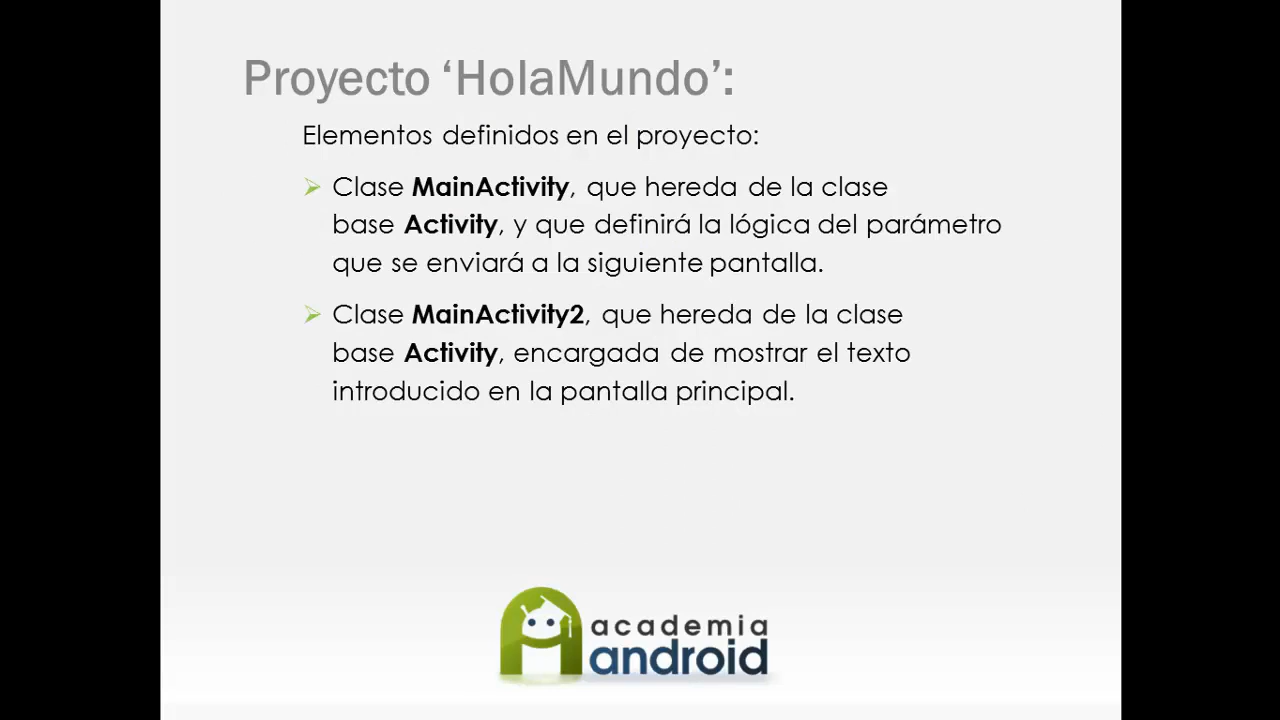 Proyecto ‘HolaMundo’:
Elementos definidos en el proyecto:
Clase MainActivity, que hereda de la clase
base Activity, y que definirá la lógica del parámetro
que se enviará a la siguiente pantalla.
Clase MainActivity2, que hereda de la clase
base Activity, encargada de mostrar el texto
introducido en la pantalla principal.
academia
android